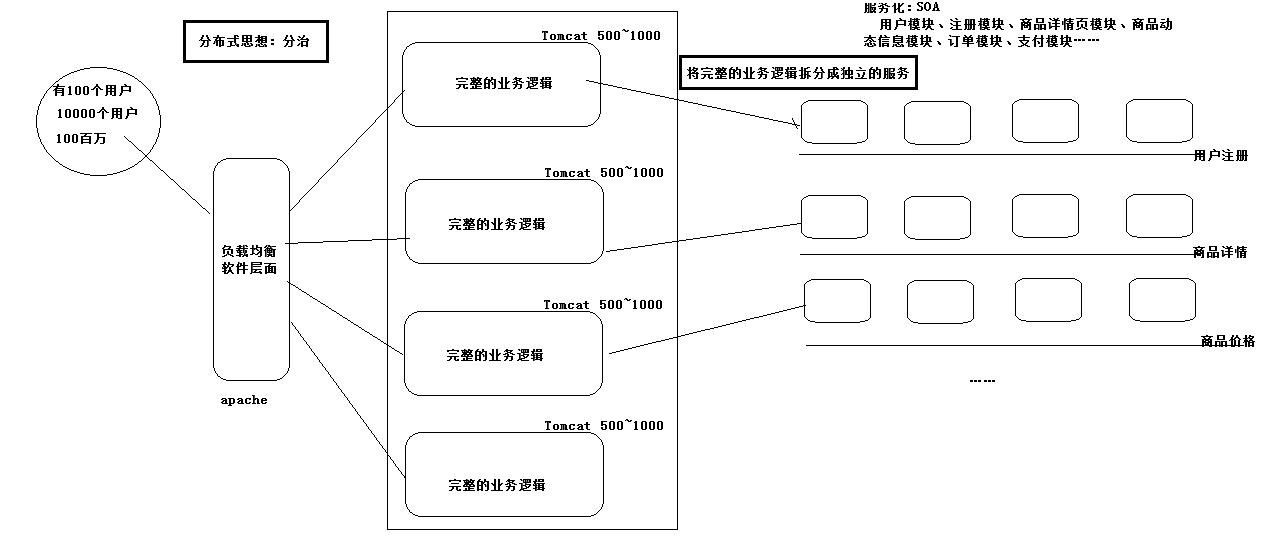 分布式思想：分治
有100个用户
10000个用户
100百万
负载均衡
软件层面
apache
Tomcat 500~1000
完整的业务逻辑
Tomcat 500~1000
完整的业务逻辑
Tomcat 500~1000
完整的业务逻辑
Tomcat 500~1000
完整的业务逻辑
服务化：SOA
用户模块、注册模块、商品详情页模块、商品动
态信息模块、订单模块、支付模块……
将完整的业务逻辑拆分成独立的服务
用户注册
商品详情
商品价格
……